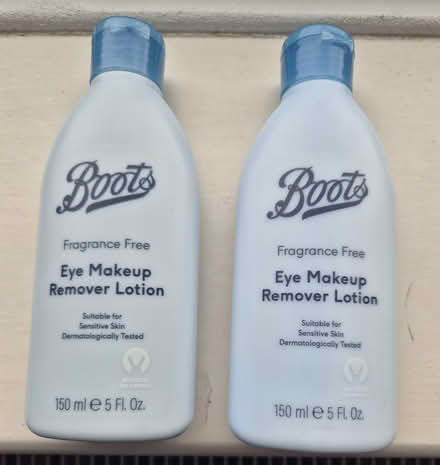 Boots
Fragrance Free
Eye Makeup
Remover Lotion
Suitable for
Sensitive Skin
Dermatologically Tested
150 ml ℮ 5 Fl. Oz.
Boots
Fragrance Free
Eye Makeup
Remover Lotion
Suitable for
Sensitive Skin
Dermatologically Tested
150 ml ℮ 5 Fl. Oz.